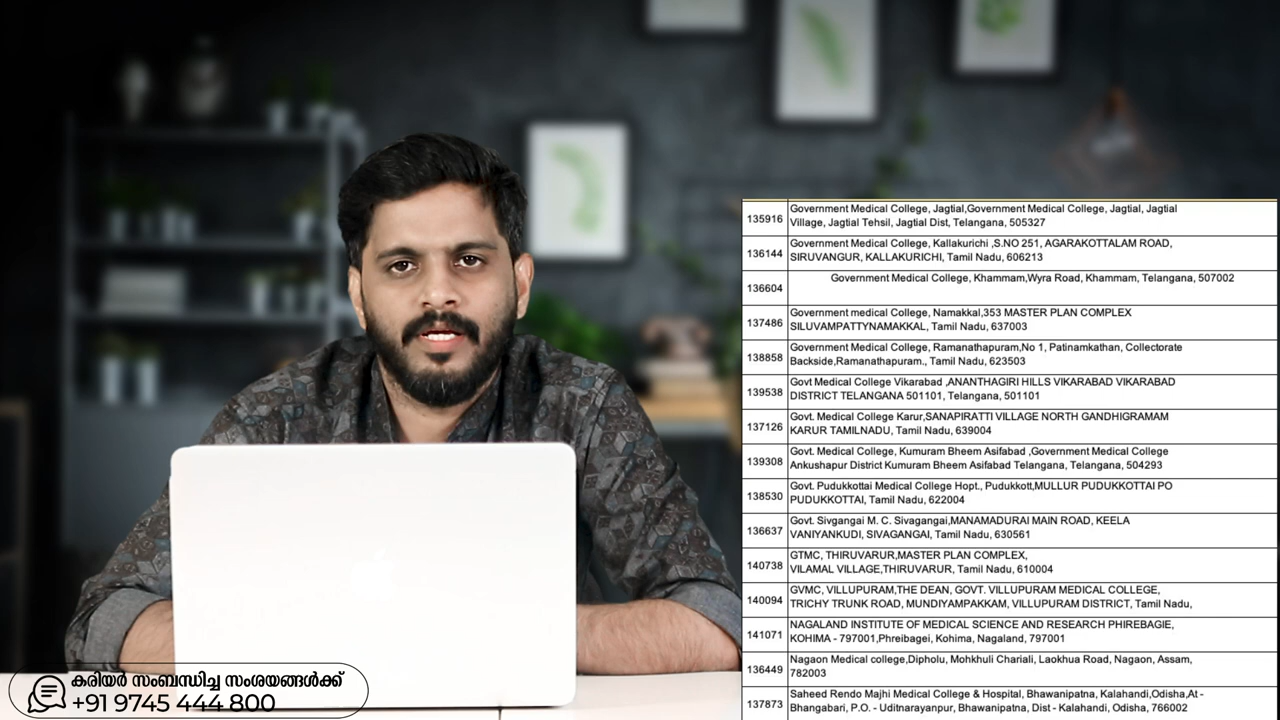 135916
Government Medical College, Jagtial,Government Medical College, Jagtial, Jagtial
Village, Jagtial Tehsil, Jagtial Dist, Telangana, 505327
136144
Government Medical College, Kallakurichi ,S.NO 251, AGARAKOTTALAM ROAD,
SIRUVANGUR, KALLAKURICHI, Tamil Nadu, 606213
136604
Government Medical College, Khammam,Wyra Road, Khammam, Telangana, 507002
137486
Government medical College, Namakkal,353 MASTER PLAN COMPLEX
SILUVAMPATTYNAMAKKAL, Tamil Nadu, 637003
138858
Government Medical College, Ramanathapuram,No 1, Patinamkathan, Collectorate
Backside,Ramanathapuram., Tamil Nadu, 623503
139538
Govt Medical College Vikarabad ,ANANTHAGIRI HILLS VIKARABAD VIKARABAD
DISTRICT TELANGANA 501101, Telangana, 501101
137126
Govt. Medical College Karur,SANAPIRATTI VILLAGE NORTH GANDHIGRAMAM
KARUR TAMILNADU, Tamil Nadu, 639004
139308
Govt. Medical College, Kumuram Bheem Asifabad ,Government Medical College
Ankushapur District Kumuram Bheem Asifabad Telangana, Telangana, 504293
138530
Govt. Pudukkottai Medical College Hopt., Pudukkott,MULLUR PUDUKKOTTAI PO
PUDUKKOTTAI, Tamil Nadu, 622004
136637
Govt. Sivgangai M. C. Sivagangai,MANAMADURAI MAIN ROAD, KEELA
VANIYANKUDI, SIVAGANGAI, Tamil Nadu, 630561
140738
GTMC, THIRUVARUR,MASTER PLAN COMPLEX,
VILAMAL VILLAGE,THIRUVARUR, Tamil Nadu, 610004
140094
GVMC, VILLUPURAM,THE DEAN, GOVT. VILLUPURAM MEDICAL COLLEGE,
TRICHY TRUNK ROAD, MUNDIYAMPAKKAM, VILLUPURAM DISTRICT, Tamil Nadu,
141071
NAGALAND INSTITUTE OF MEDICAL SCIENCE AND RESEARCH PHIREBAGIE,
KOHIMA - 797001,Phreibagei, Kohima, Nagaland, 797001
136449
Nagaon Medical college,Dipholu, Mohkhuli Chariali, Laokhua Road, Nagaon, Assam,
782003
137873
Saheed Rendo Majhi Medical College & Hospital, Bhawanipatna, Kalahandi,Odisha,At -
Bhangabari, P.O. - Uditnarayanpur, Bhawanipatna, Dist - Kalahandi, Odisha, 766002
കരിയർ സംബന്ധിച്ച സംശയങ്ങൾക്ക്
+91 9745 444 800